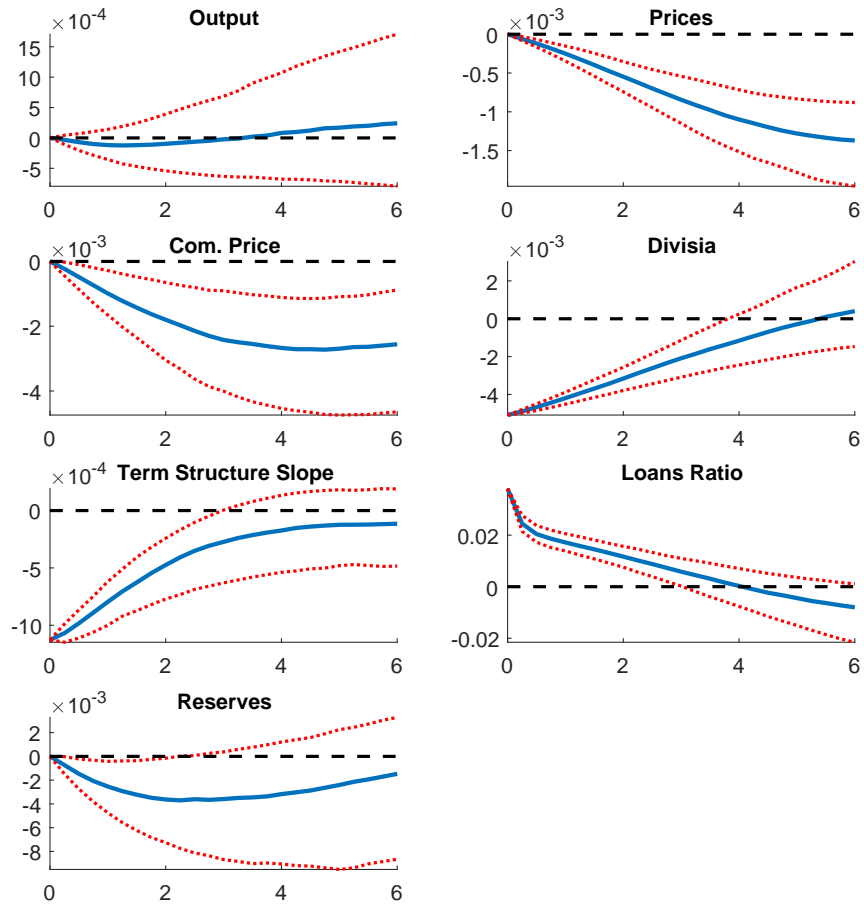 Output
×10⁻⁴
15
10
5
0
-5
0 2 4 6
Prices
×10⁻³
0
-0.5
-1
-1.5
0 2 4 6
Com. Price
×10⁻³
0
-2
-4
0 2 4 6
Divisia
×10⁻³
2
0
-2
-4
0 2 4 6
Term Structure Slope
×10⁻⁴
0
-5
-10
0 2 4 6
Loans Ratio
0.02
0
-0.02
0 2 4 6
Reserves
×10⁻³
2
0
-2
-4
-6
-8
0 2 4 6